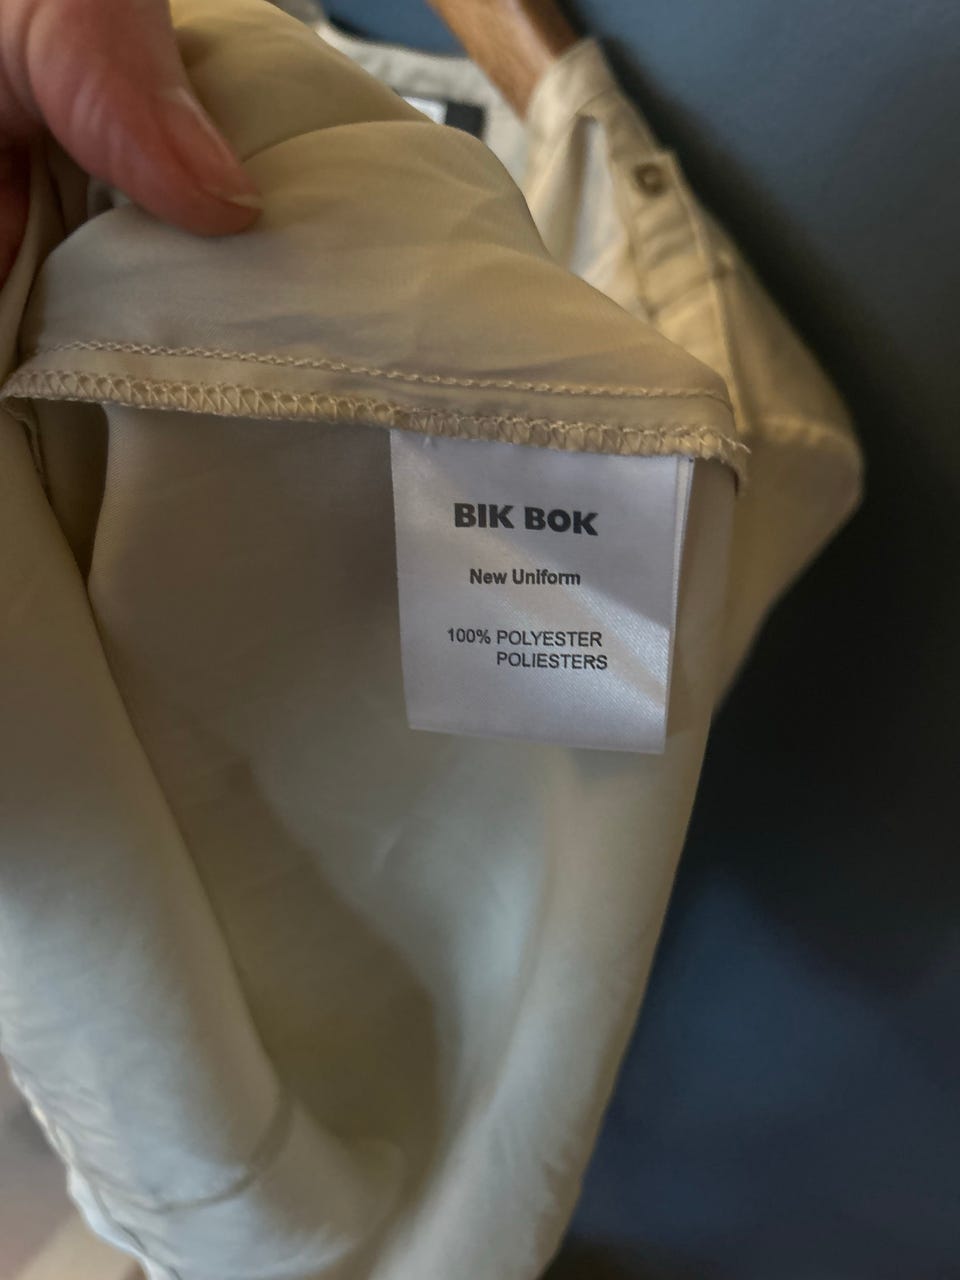 BIK BOK
New Uniform
100% POLYESTER
POLIESTERS